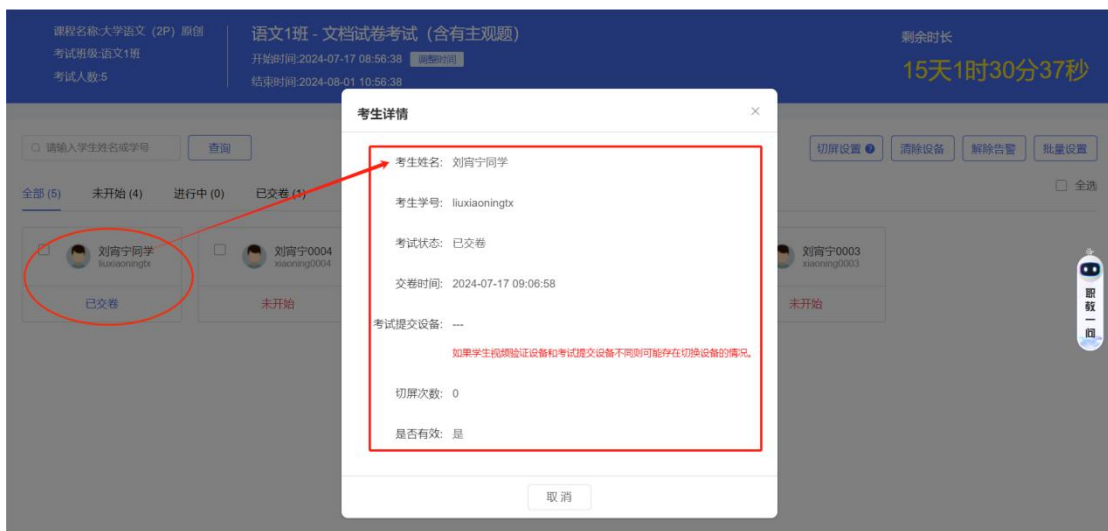 课程名称:大学语文（2P）原创
考试班级:语文1班
考试人数:5
语文1班 - 文档试卷考试（含有主观题）
开始时间:2024-07-17 08:56:38 调整时间
结束时间:2024-08-01 10:56:38
剩余时长
15天1时30分37秒
请输入学生姓名或学号
查询
切屏设置
清除设备
解除告警
批量设置
全部 (5)
未开始 (4)
进行中 (0)
已交卷 (1)
全选
刘宵宁同学
liuxiaoningtx
已交卷
刘宵宁0004
xiaoning0004
未开始
刘宵宁0003
xiaoning0003
未开始
考生详情
考生姓名: 刘宵宁同学
考生学号: liuxiaoningtx
考试状态: 已交卷
交卷时间: 2024-07-17 09:06:58
考试提交设备: ---
如果学生视频验证设备和考试提交设备不同则可能存在切换设备的情况。
切屏次数: 0
是否有效: 是
取 消
职教一问